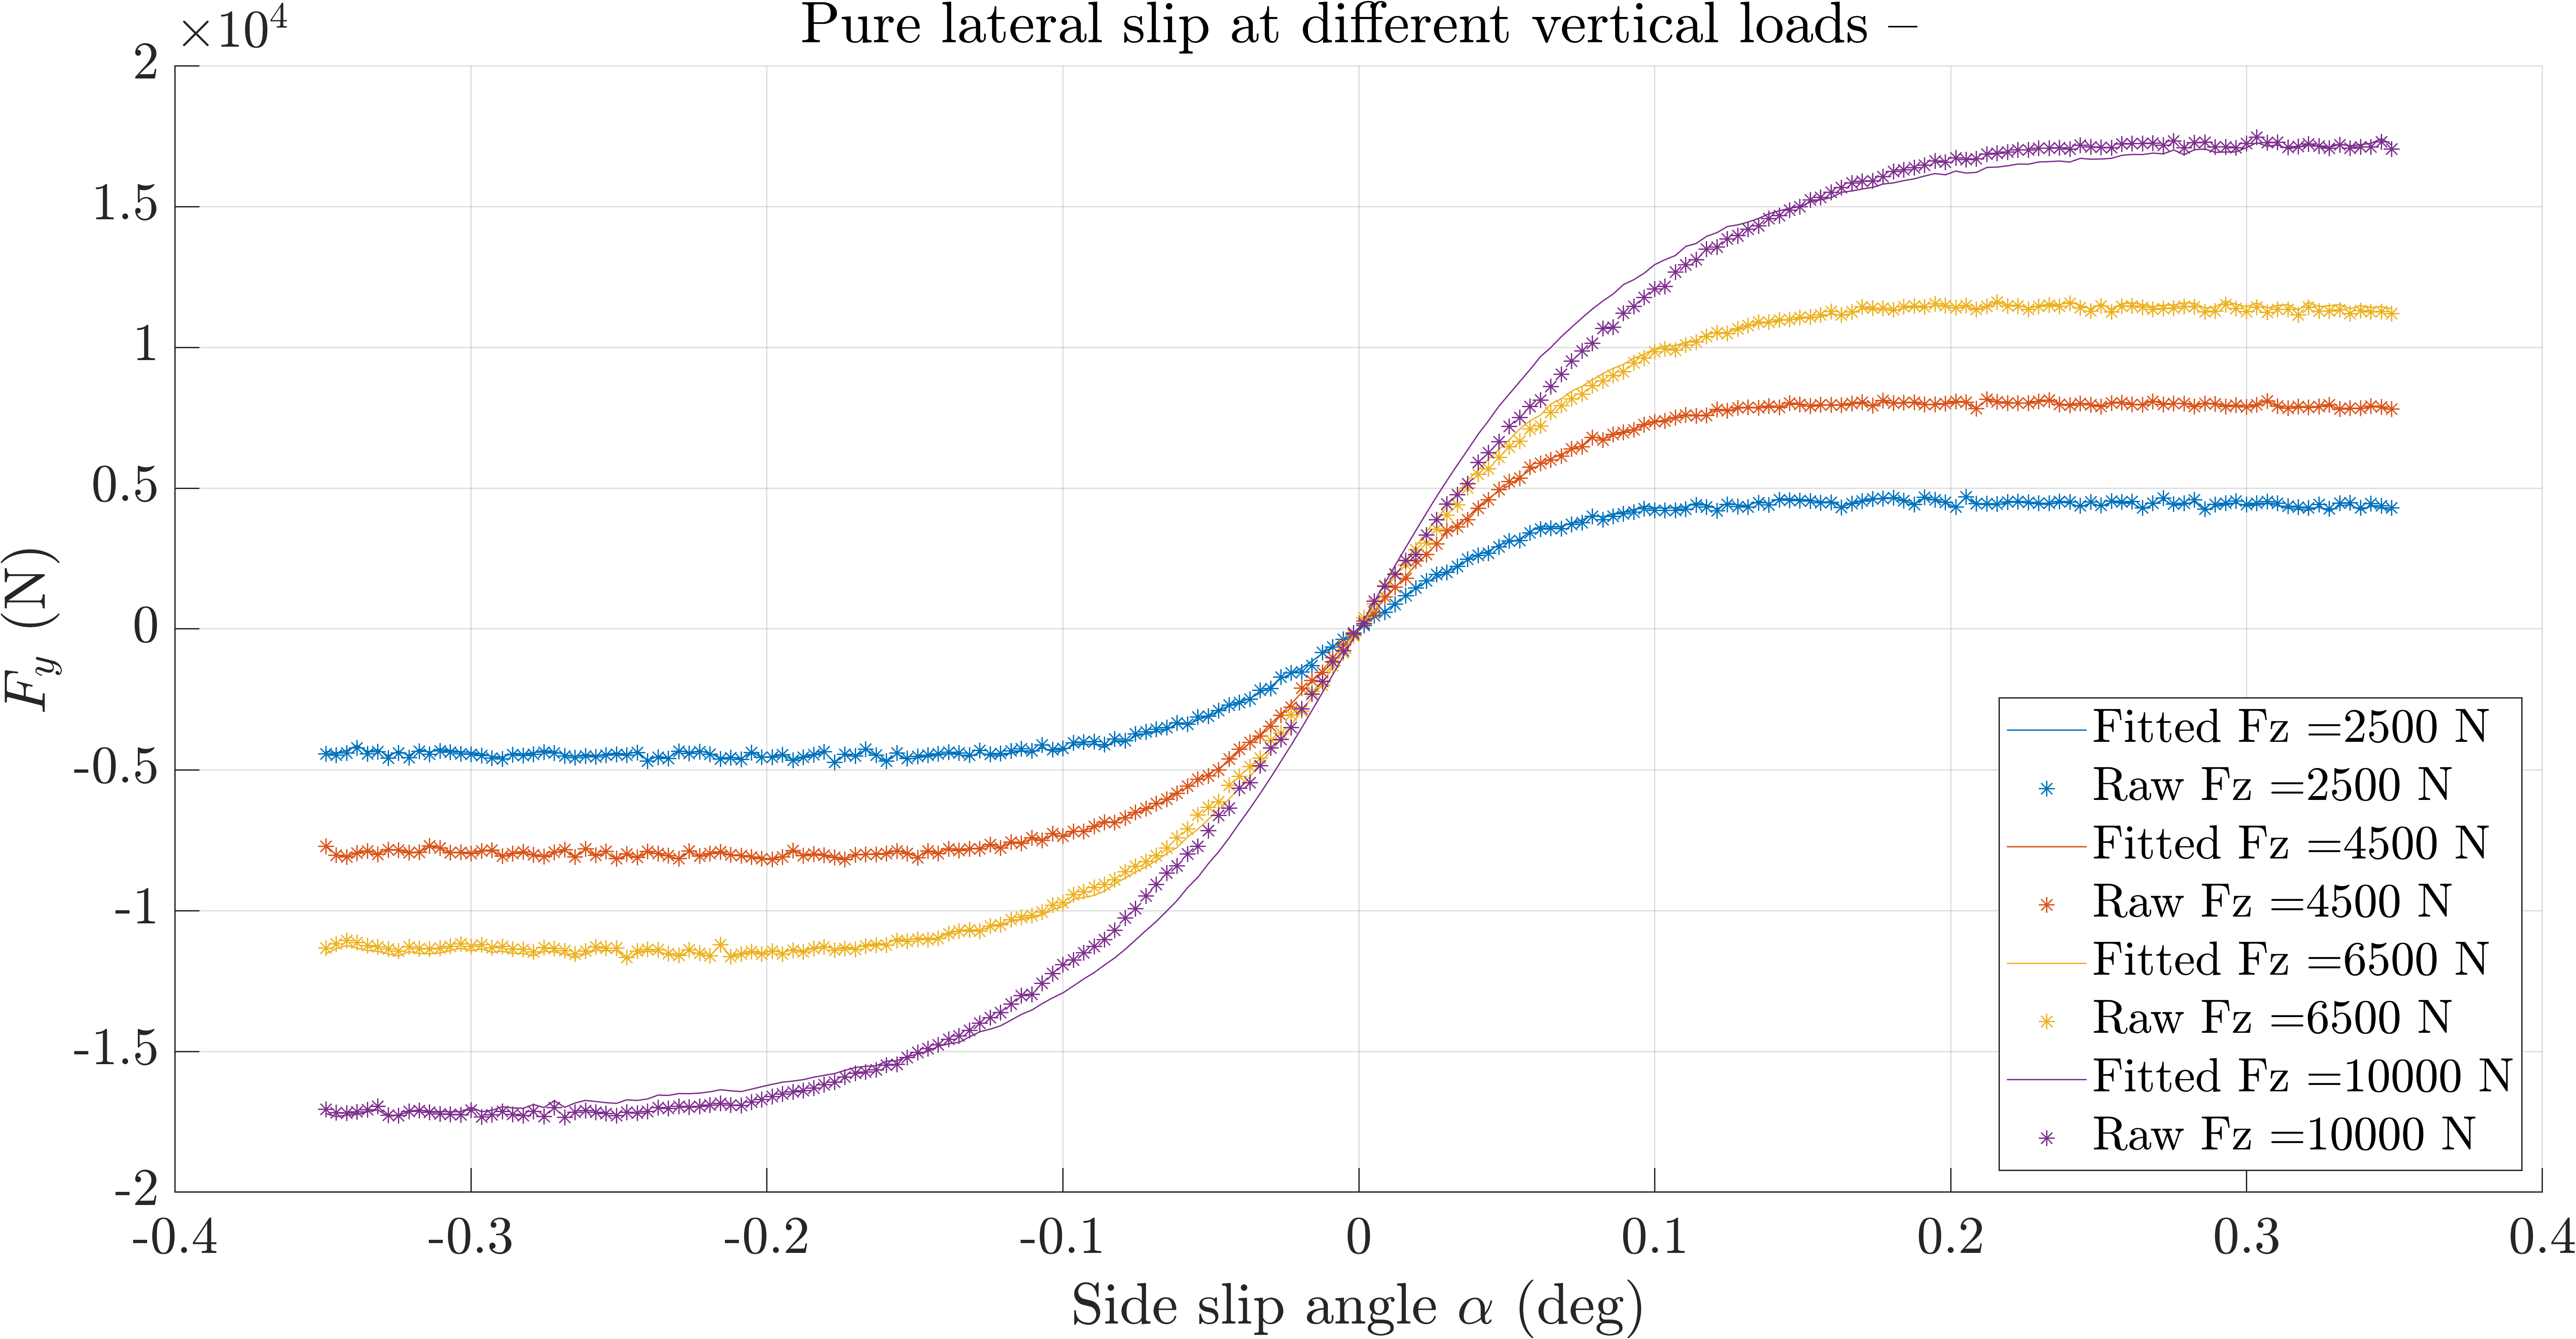 Pure lateral slip at different vertical loads –
×10⁴
2
1.5
1
0.5
0
-0.5
-1
-1.5
-2
F_y (N)
-0.4 -0.3 -0.2 -0.1 0 0.1 0.2 0.3 0.4
Side slip angle α (deg)
Fitted Fz =2500 N
Raw Fz =2500 N
Fitted Fz =4500 N
Raw Fz =4500 N
Fitted Fz =6500 N
Raw Fz =6500 N
Fitted Fz =10000 N
Raw Fz =10000 N